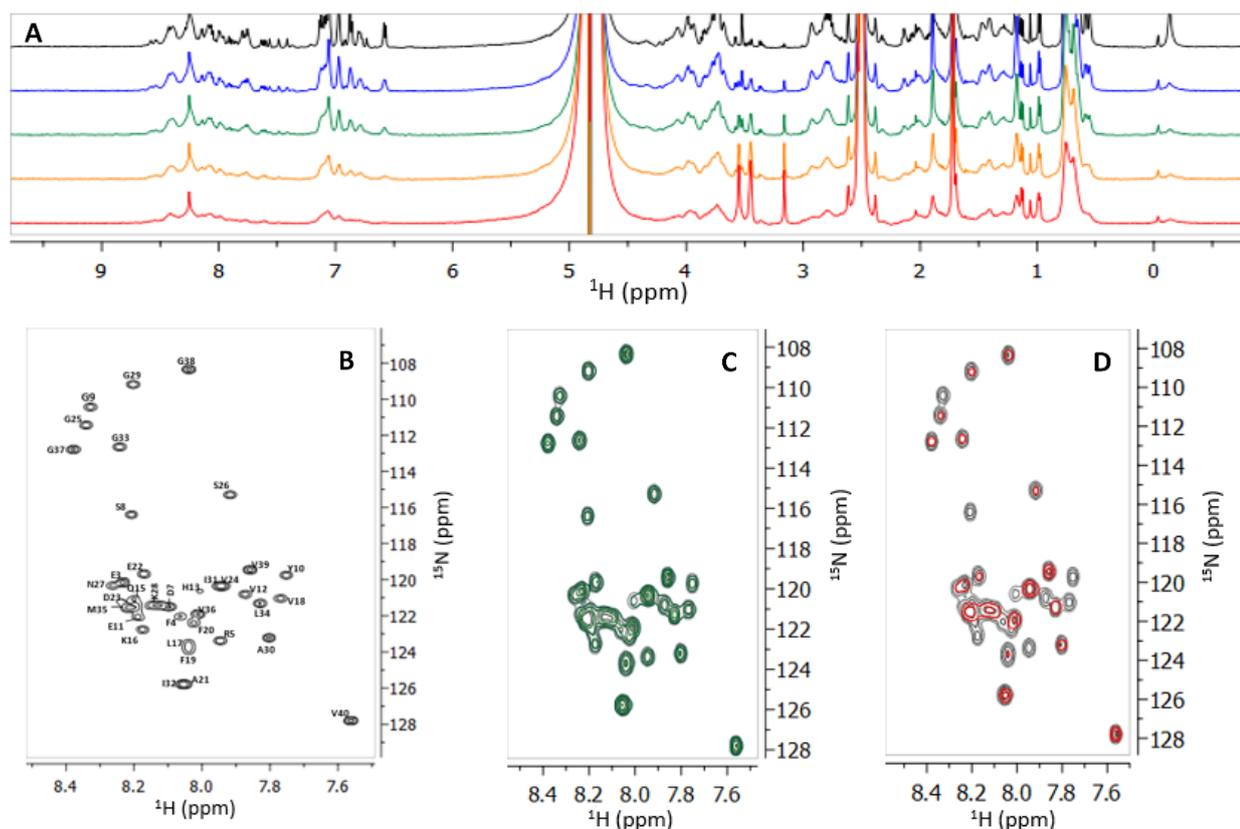 A
9 8 7 6 5 4 3 2 1 0
¹H (ppm)
B
G38
G29
G9
G25
G37 G33
S26
S8
V39
E22 Y10
E3 I31 V24
N27 Q15 K28 D7 H13 V12
D23 V18
M35 V36 L34
E11 F4 F20
K16 R5
L17 A30
F19
I32 A21
V40
108
110
112
114
116
118
120
122
124
126
128
¹⁵N (ppm)
8.4 8.2 8.0 7.8 7.6
¹H (ppm)
C
108
110
112
114
116
118
120
122
124
126
128
¹⁵N (ppm)
8.4 8.2 8.0 7.8 7.6
¹H (ppm)
D
108
110
112
114
116
118
120
122
124
126
128
¹⁵N (ppm)
8.4 8.2 8.0 7.8 7.6
¹H (ppm)